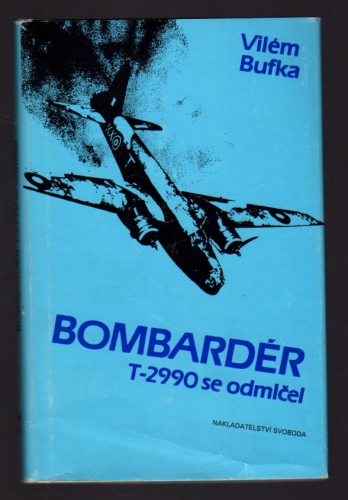 Vilém
Bufka
BOMBARDÉR
T-2990 se odmlčel
NAKLADATELSTVÍ SVOBODA